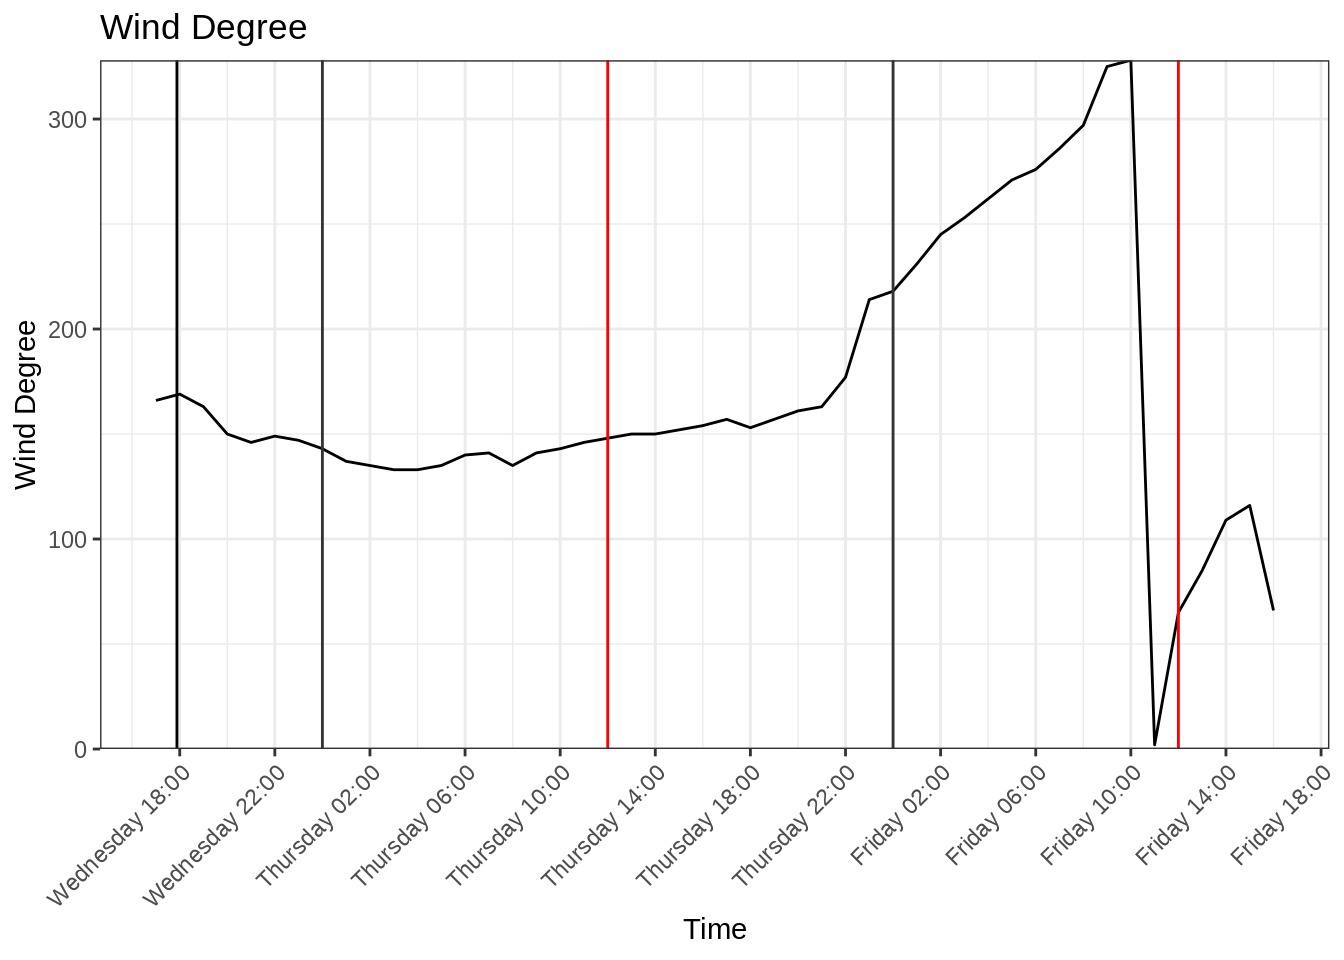 Wind Degree
Wind Degree
300
200
100
0
Wednesday 18:00
Wednesday 22:00
Thursday 02:00
Thursday 06:00
Thursday 10:00
Thursday 14:00
Thursday 18:00
Thursday 22:00
Friday 02:00
Friday 06:00
Friday 10:00
Friday 14:00
Friday 18:00
Time